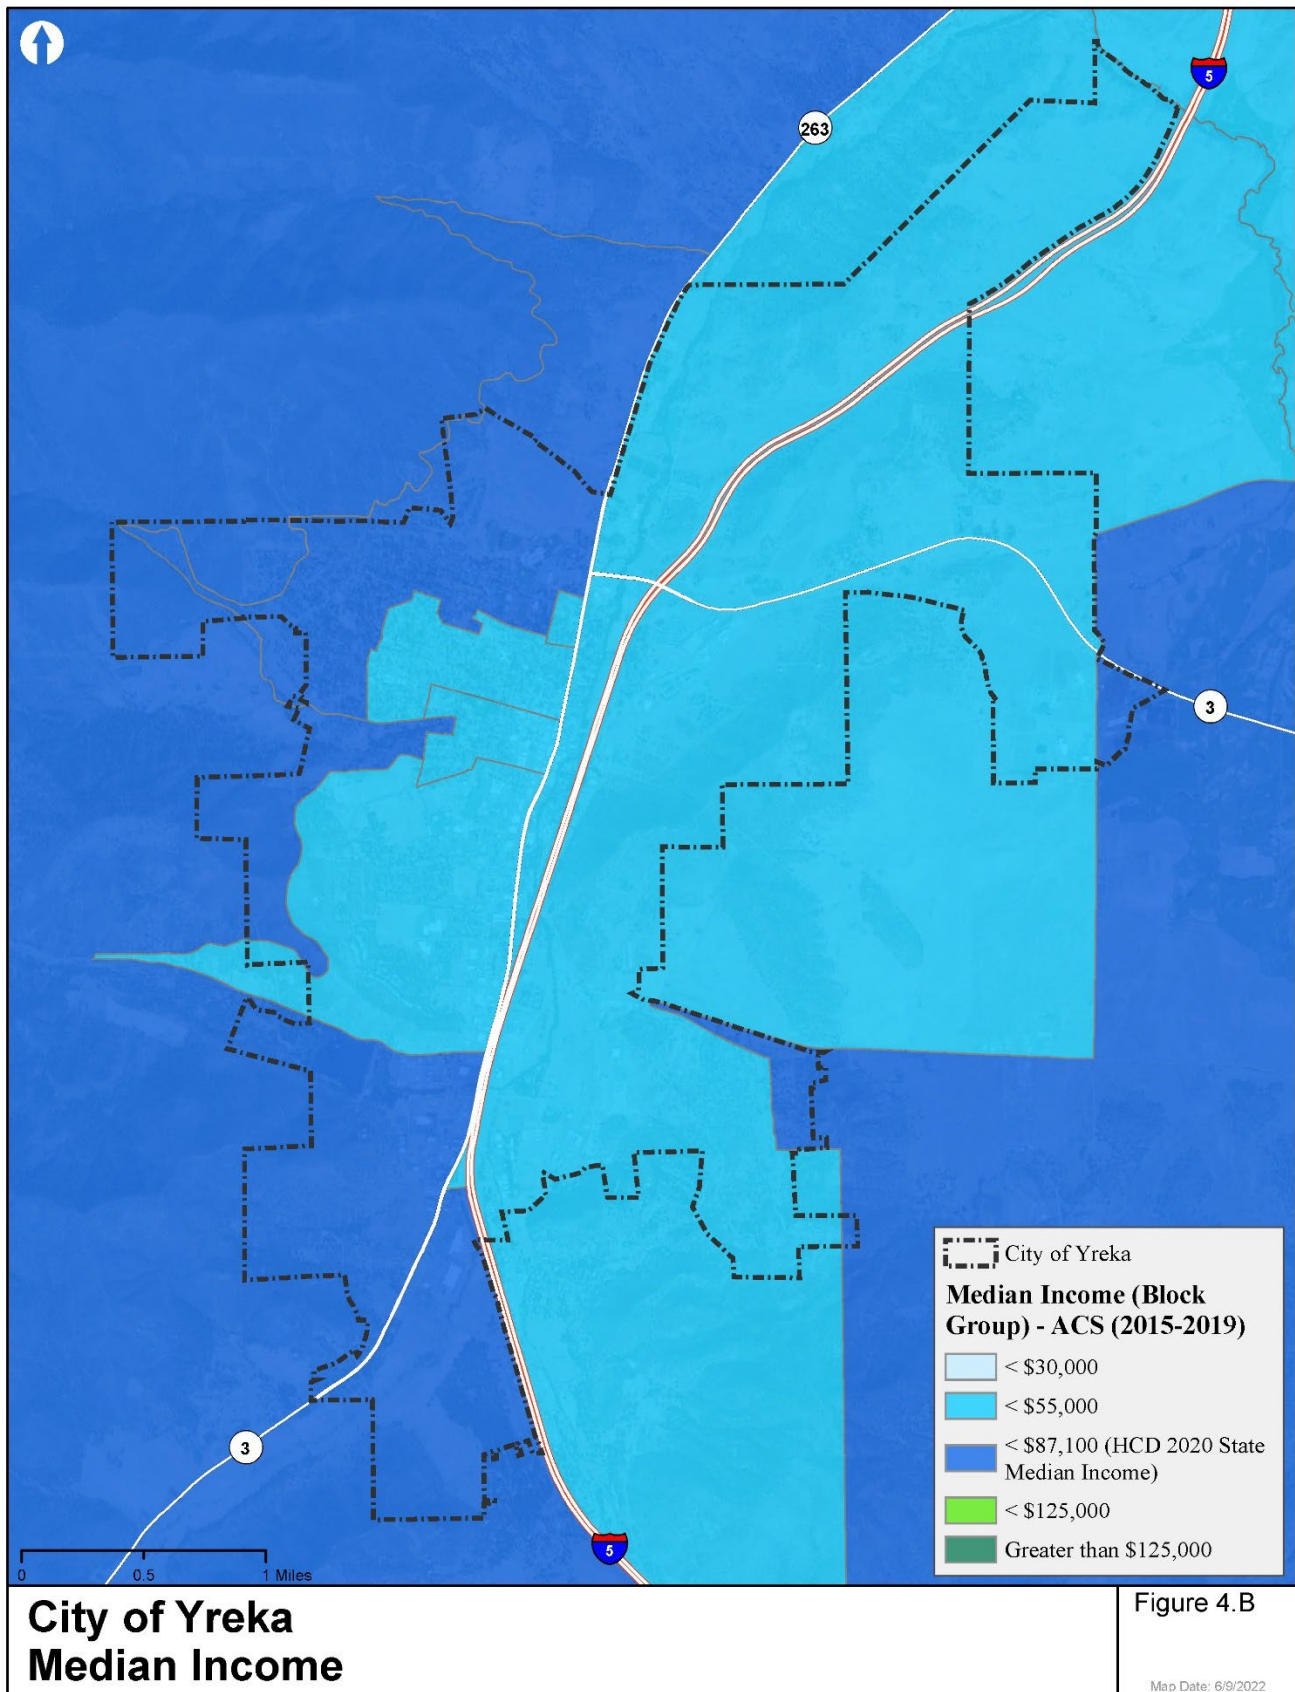 5
263
3
3
5
City of Yreka
Median Income (Block
Group) - ACS (2015-2019)
< $30,000
< $55,000
< $87,100 (HCD 2020 State
Median Income)
< $125,000
Greater than $125,000
0 0.5 1 Miles
City of Yreka
Median Income
Figure 4.B
Map Date: 6/9/2022